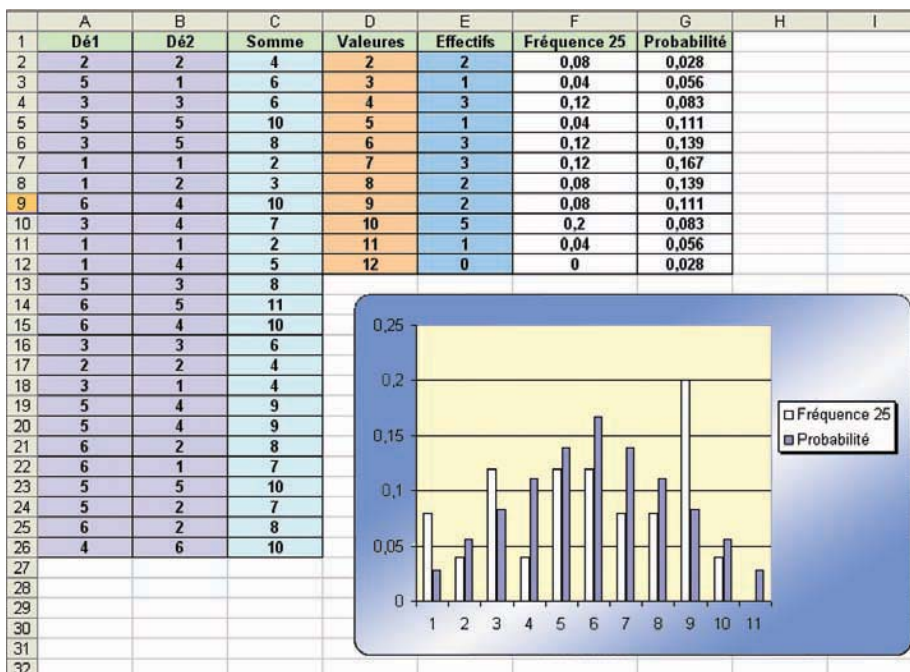 A B C D E F G H I
1 Dé1 Dé2 Somme Valeures Effectifs Fréquence 25 Probabilité
2 2 2 4 2 2 0,08 0,028
3 5 1 6 3 1 0,04 0,056
4 3 3 6 4 3 0,12 0,083
5 5 5 10 5 1 0,04 0,111
6 3 5 8 6 3 0,12 0,139
7 1 1 2 7 3 0,12 0,167
8 1 2 3 8 2 0,08 0,139
9 6 4 10 9 2 0,08 0,111
10 3 4 7 10 5 0,2 0,083
11 1 1 2 11 1 0,04 0,056
12 1 4 5 12 0 0 0,028
13 5 3 8
14 6 5 11
15 6 4 10
16 3 3 6
17 2 2 4
18 3 1 4
19 5 4 9
20 5 4 9
21 6 2 8
22 6 1 7
23 5 5 10
24 5 2 7
25 6 2 8
26 4 6 10
27
28
29
30
31
32
0,25
0,2
0,15
0,1
0,05
0
1 2 3 4 5 6 7 8 9 10 11
Fréquence 25
Probabilité